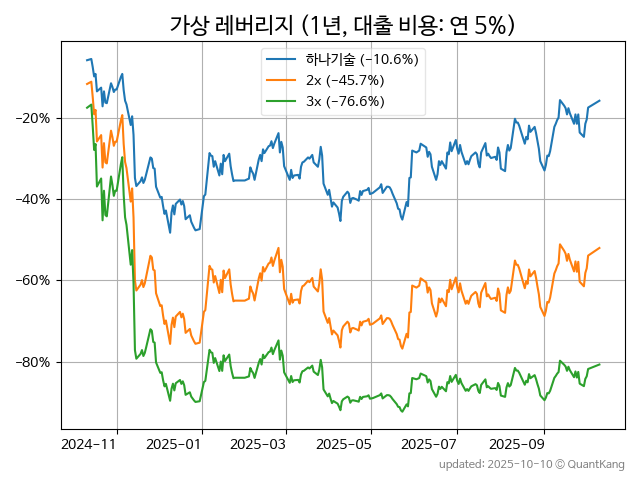 가상 레버리지 (1년, 대출 비용: 연 5%)
하나기술 (−10.6%)
2x (−45.7%)
3x (−76.6%)
−20%
−40%
−60%
−80%
2024−11 2025−01 2025−03 2025−05 2025−07 2025−09
updated: 2025-10-10 © QuantKang